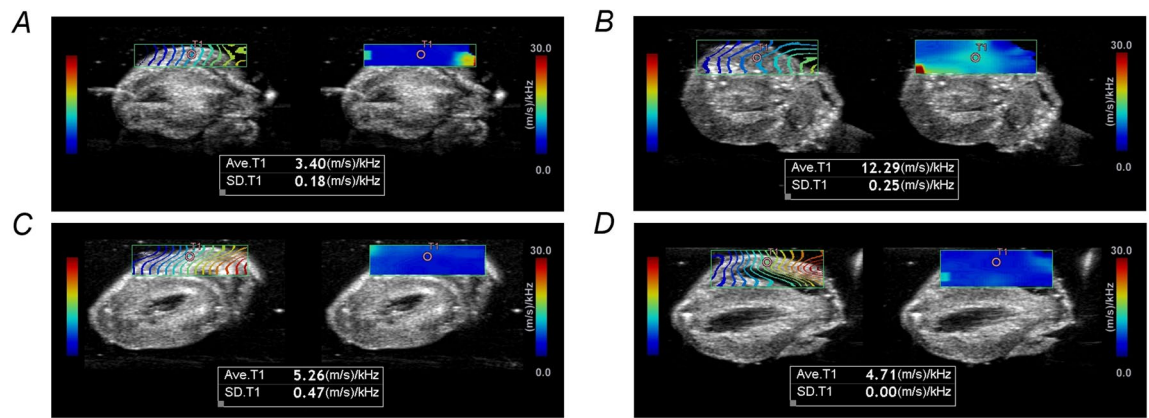 A
T1
T1
30.0
(m/s)/kHz
0.0
Ave.T1 3.40(m/s)/kHz
SD.T1 0.18(m/s)/kHz
B
T1
T1
30.0
(m/s)/kHz
0.0
Ave.T1 12.29(m/s)/kHz
SD.T1 0.25(m/s)/kHz
C
T1
T1
30.0
(m/s)/kHz
0.0
Ave.T1 5.26(m/s)/kHz
SD.T1 0.47(m/s)/kHz
D
T1
T1
30.0
(m/s)/kHz
0.0
Ave.T1 4.71(m/s)/kHz
SD.T1 0.00(m/s)/kHz